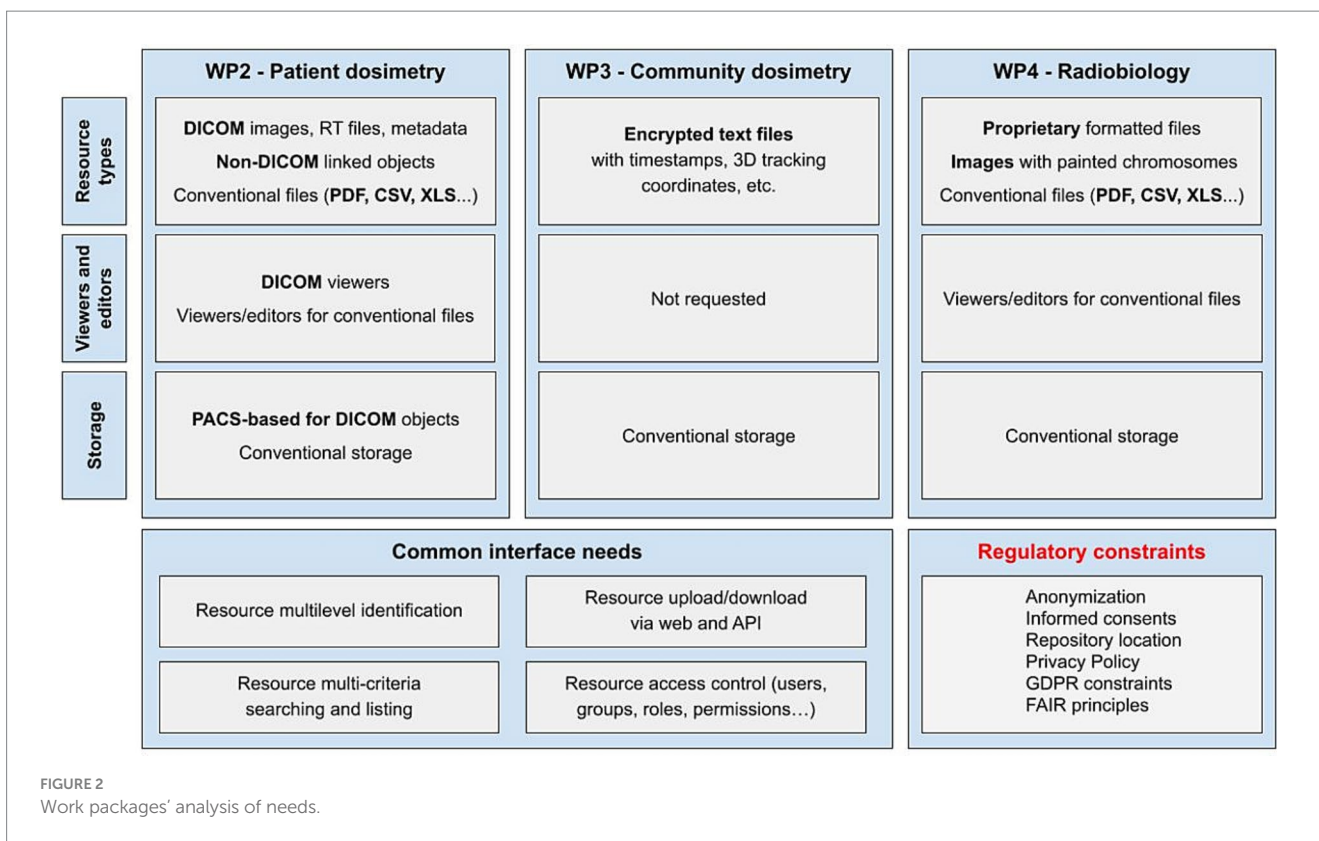 WP2 - Patient dosimetry
WP3 - Community dosimetry
WP4 - Radiobiology
Resource
types
DICOM images, RT files, metadata
Non-DICOM linked objects
Conventional files (PDF, CSV, XLS...)
Encrypted text files
with timestamps, 3D tracking
coordinates, etc.
Proprietary formatted files
Images with painted chromosomes
Conventional files (PDF, CSV, XLS...)
Viewers and
editors
DICOM viewers
Viewers/editors for conventional files
Not requested
Viewers/editors for conventional files
Storage
PACS-based for DICOM objects
Conventional storage
Conventional storage
Conventional storage
Common interface needs
Resource multilevel identification
Resource upload/download
via web and API
Resource multi-criteria
searching and listing
Resource access control (users,
groups, roles, permissions...)
Regulatory constraints
Anonymization
Informed consents
Repository location
Privacy Policy
GDPR constraints
FAIR principles
FIGURE 2
Work packages' analysis of needs.